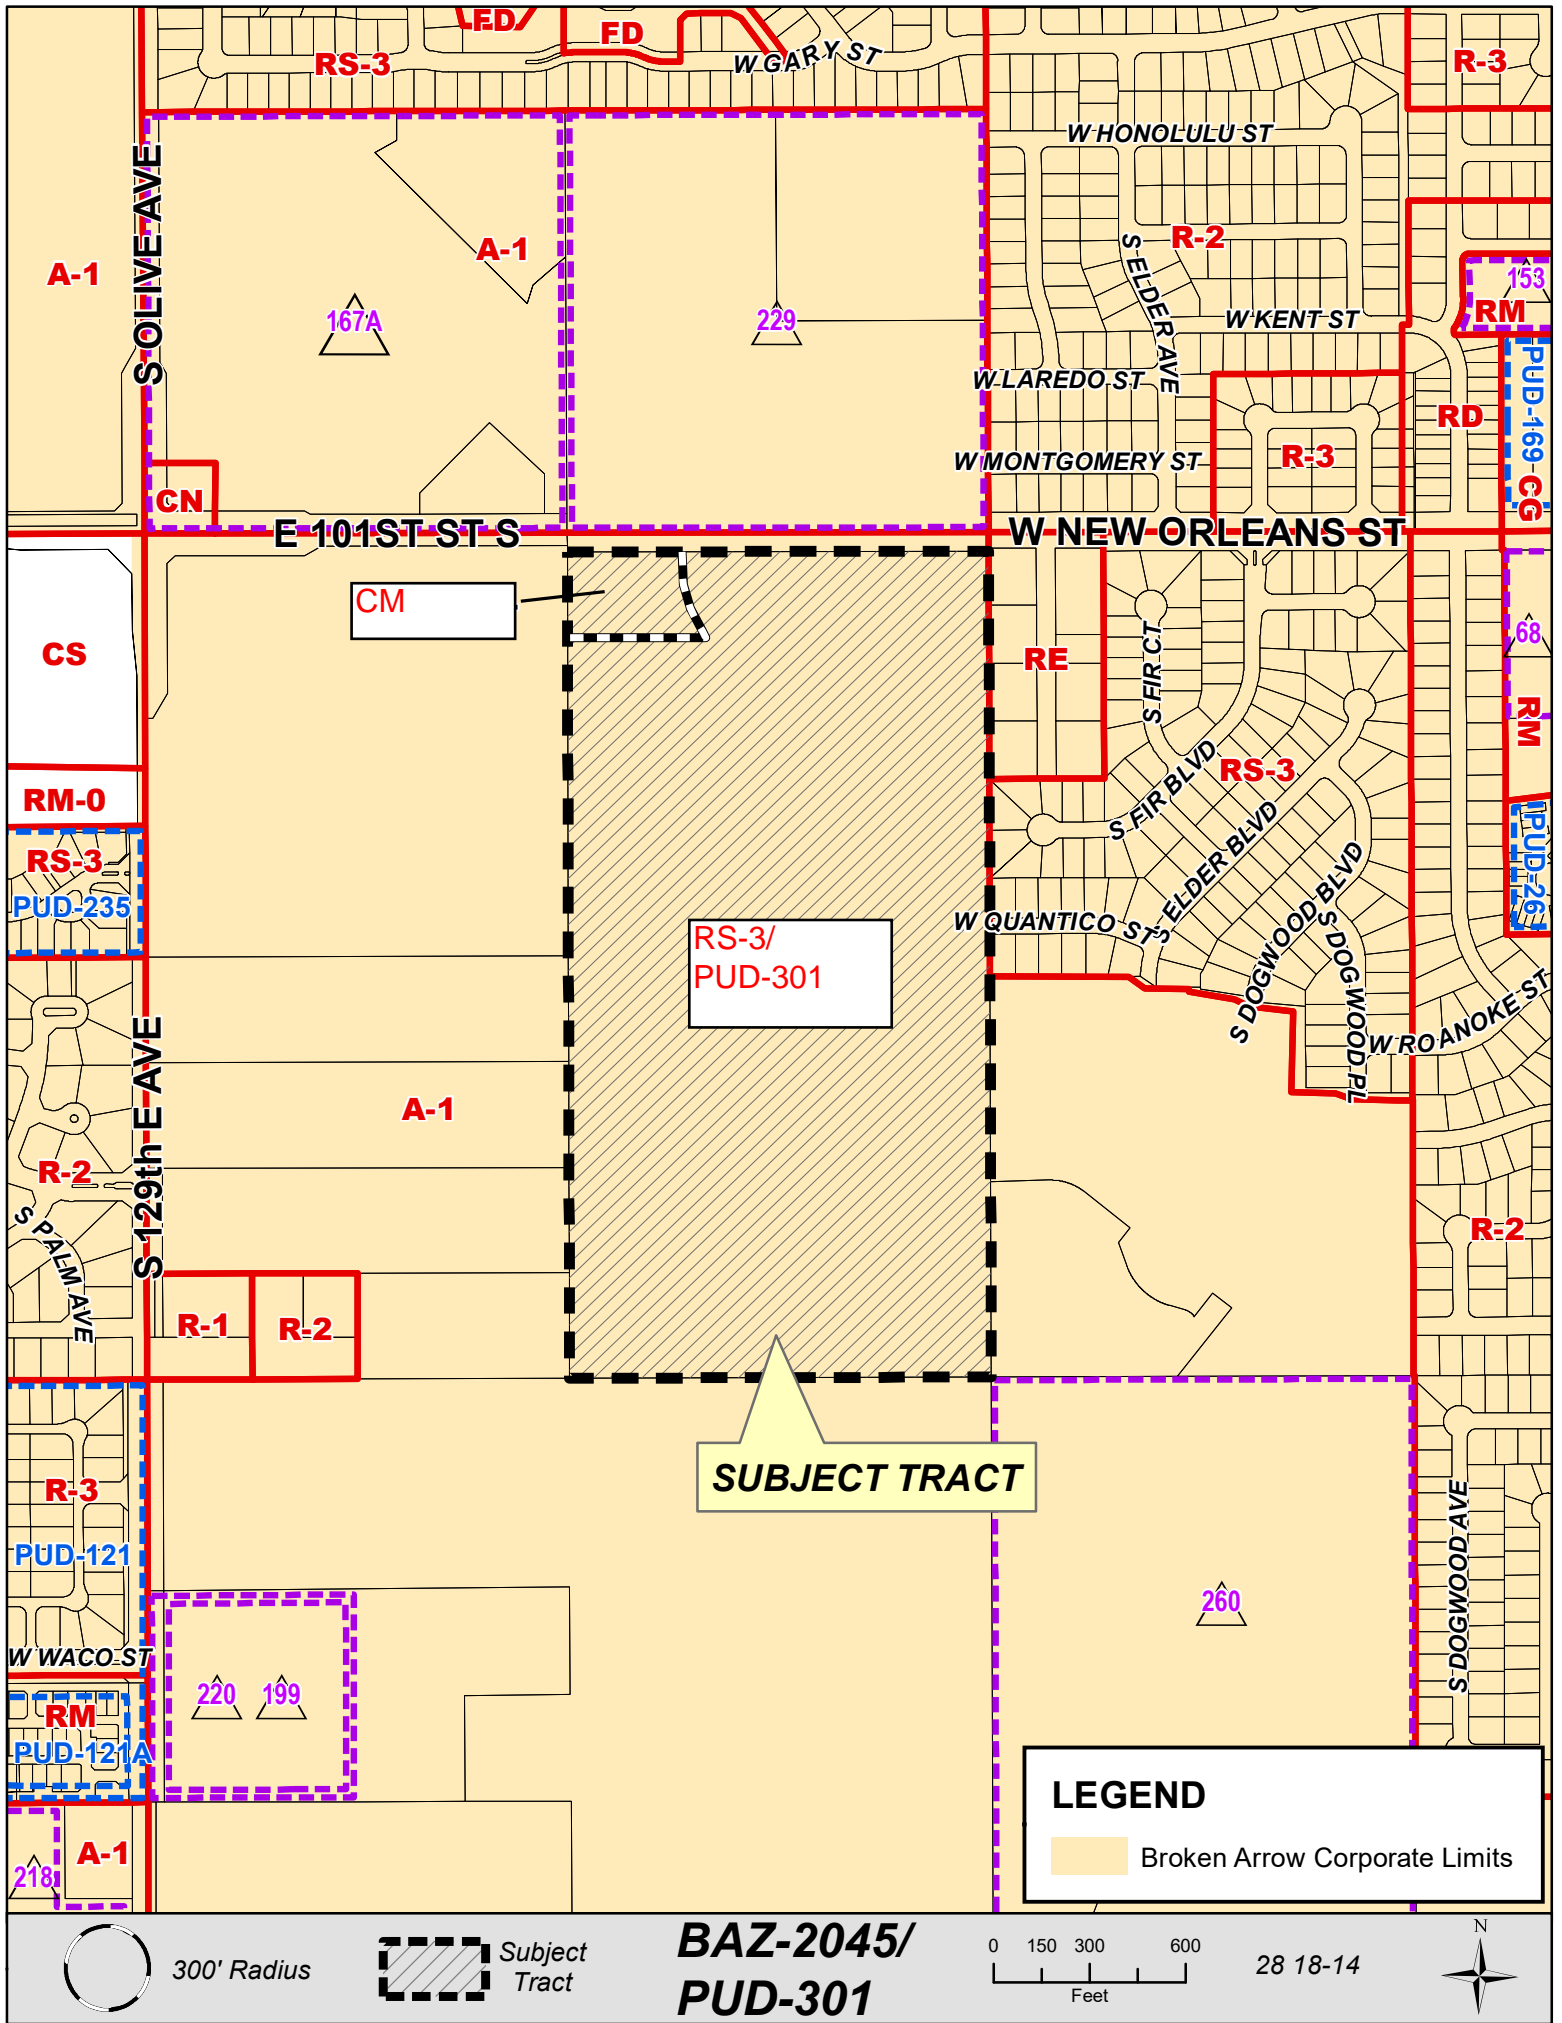 FD
FD
RS-3
W GARY ST
R-3
W HONOLULU ST
S OLIVE AVE
A-1
A-1
R-2
S ELDER AVE
153
RM
167A
229
W KENT ST
PUD-169
W LAREDO ST
RD
R-3
W MONTGOMERY ST
CN
CG
E 101ST ST S
W NEW ORLEANS ST
CM
CS
RE
S FIR CT
68
RM
RS-3
RM-0
S FIR BLVD
S ELDER BLVD
RS-3
PUD-235
PUD-26
S DOGWOOD BLVD
W QUANTICO ST
RS-3/
PUD-301
S DOGWOOD PL
W ROANOKE ST
S 129th E AVE
A-1
R-2
S PALM AVE
R-2
R-1
R-2
SUBJECT TRACT
R-3
PUD-121
S DOGWOOD AVE
260
W WACO ST
220
199
RM
PUD-121A
A-1
218
LEGEND
Broken Arrow Corporate Limits
300' Radius
Subject
Tract
BAZ-2045/
PUD-301
0 150 300 600
Feet
28 18-14
N